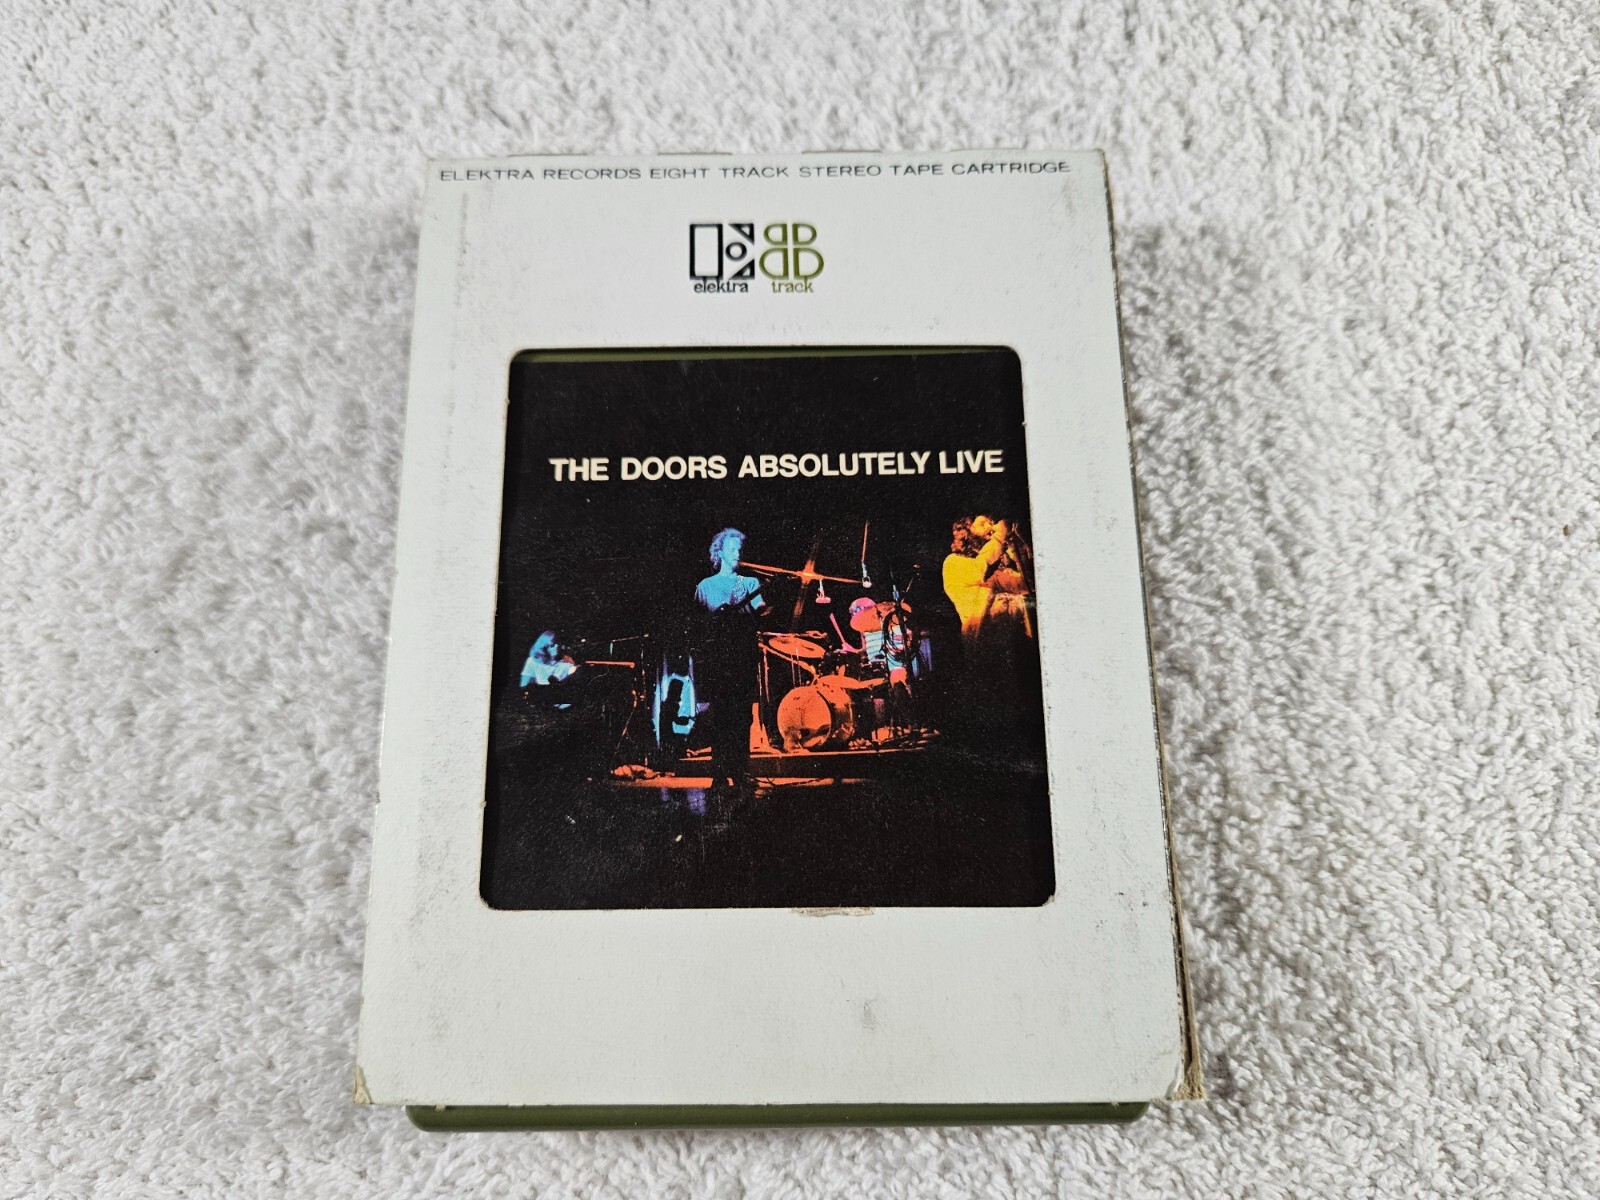 ELEKTRA RECORDS EIGHT TRACK STEREO TAPE CARTRIDGE
elektra track
THE DOORS ABSOLUTELY LIVE